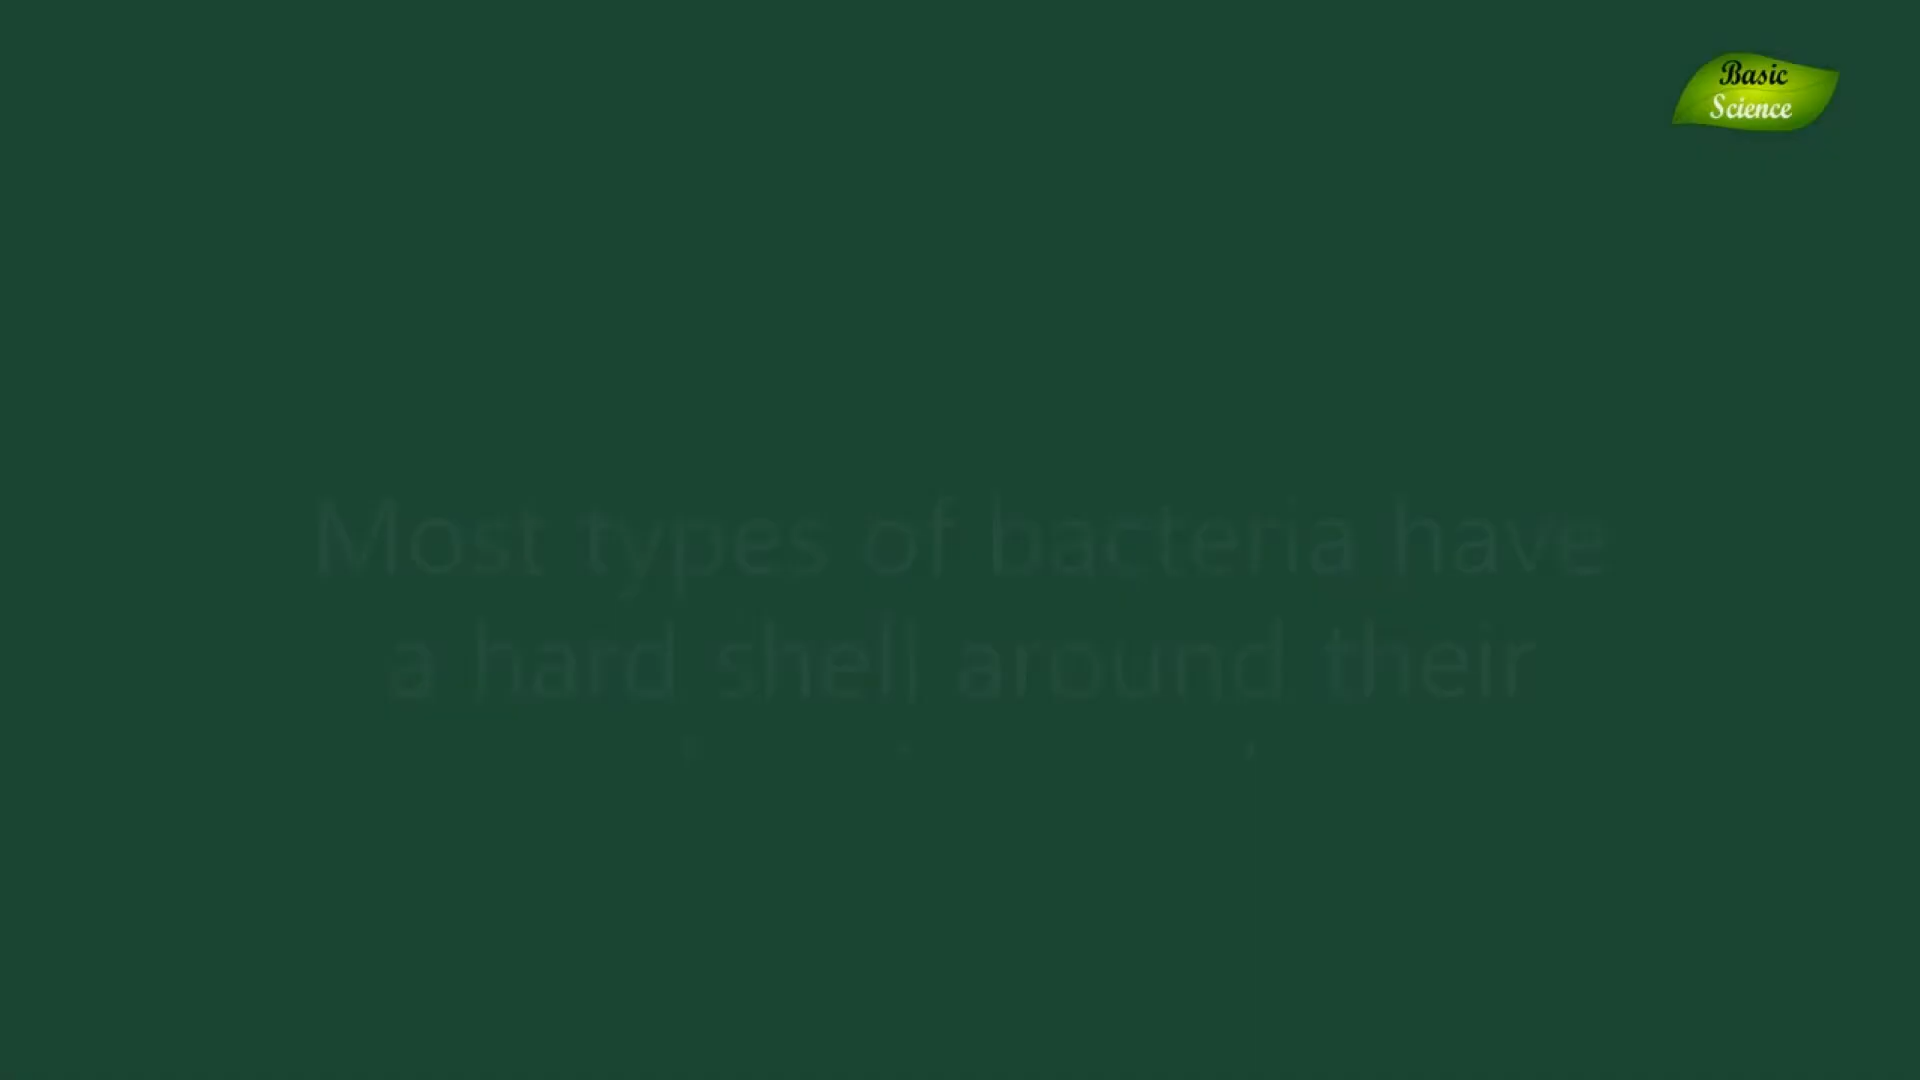 Basic
Science
Most types of bacteria have
a hard shell around their